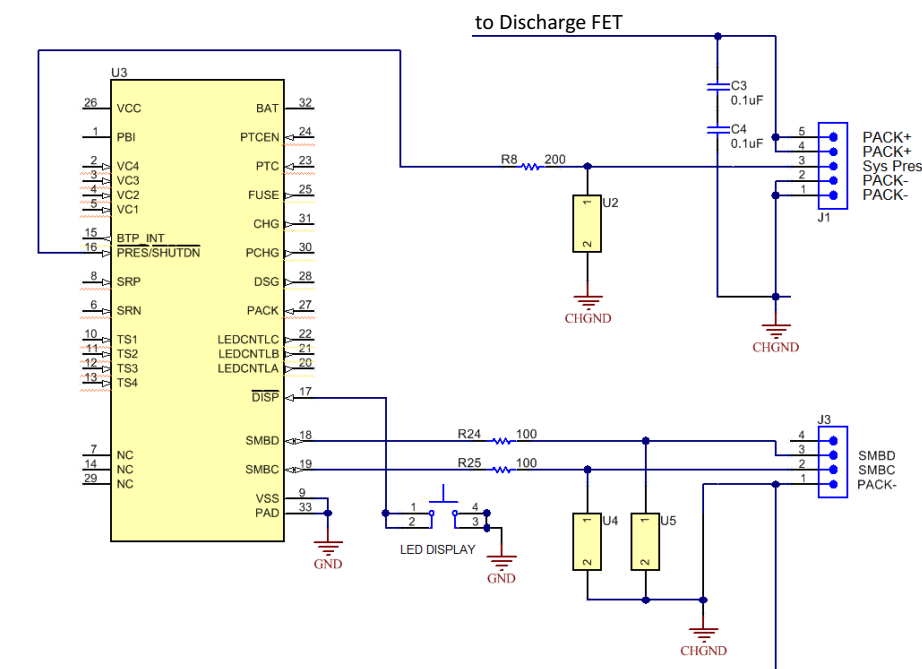 to Discharge FET
U3
26 VCC BAT 32
1 PBI PTCEN 24
2 VC4 PTC 23
3 VC3
4 VC2 FUSE 25
5 VC1
CHG 31
15 BTP_INT
16 PRES/SHUTDN PCHG 30
8 SRP DSG 28
6 SRN PACK 27
10 TS1 LEDCNTLC 22
11 TS2 LEDCNTLB 21
12 TS3 LEDCNTLA 20
13 TS4
DISP 17
SMBD 18
7 NC
14 NC SMBC 19
29 NC
VSS 9
PAD 33
GND
R8 200
1 U2
2
CHGND
C3
0.1uF
C4
0.1uF
5 PACK+
4 PACK+
3 Sys Pres
2 PACK-
1 PACK-
J1
CHGND
R24 100
R25 100
J3
4
3 SMBD
2 SMBC
1 PACK-
1 4
2 3
LED DISPLAY
GND
1 U4
2
1 U5
2
CHGND